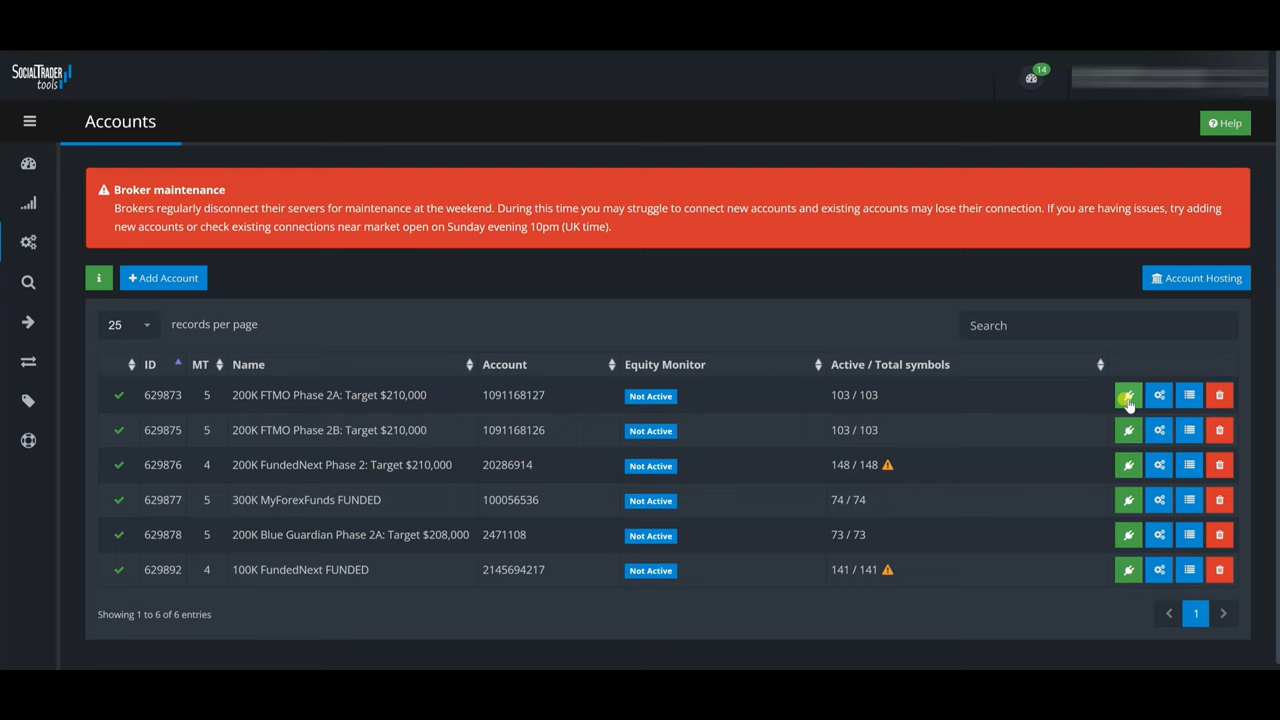 SOCIALTRADER
tools
14
Accounts
Help
Broker maintenance
Brokers regularly disconnect their servers for maintenance at the weekend. During this time you may struggle to connect new accounts and existing accounts may lose their connection. If you are having issues, try adding
new accounts or check existing connections near market open on Sunday evening 10pm (UK time).
i + Add Account Account Hosting
25 records per page Search
ID MT Name Account Equity Monitor Active / Total symbols
629873 5 200K FTMO Phase 2A: Target $210,000 1091168127 Not Active 103 / 103
629875 5 200K FTMO Phase 2B: Target $210,000 1091168126 Not Active 103 / 103
629876 4 200K FundedNext Phase 2: Target $210,000 20286914 Not Active 148 / 148
629877 5 300K MyForexFunds FUNDED 100056536 Not Active 74 / 74
629878 5 200K Blue Guardian Phase 2A: Target $208,000 2471108 Not Active 73 / 73
629892 4 100K FundedNext FUNDED 2145694217 Not Active 141 / 141
Showing 1 to 6 of 6 entries
1